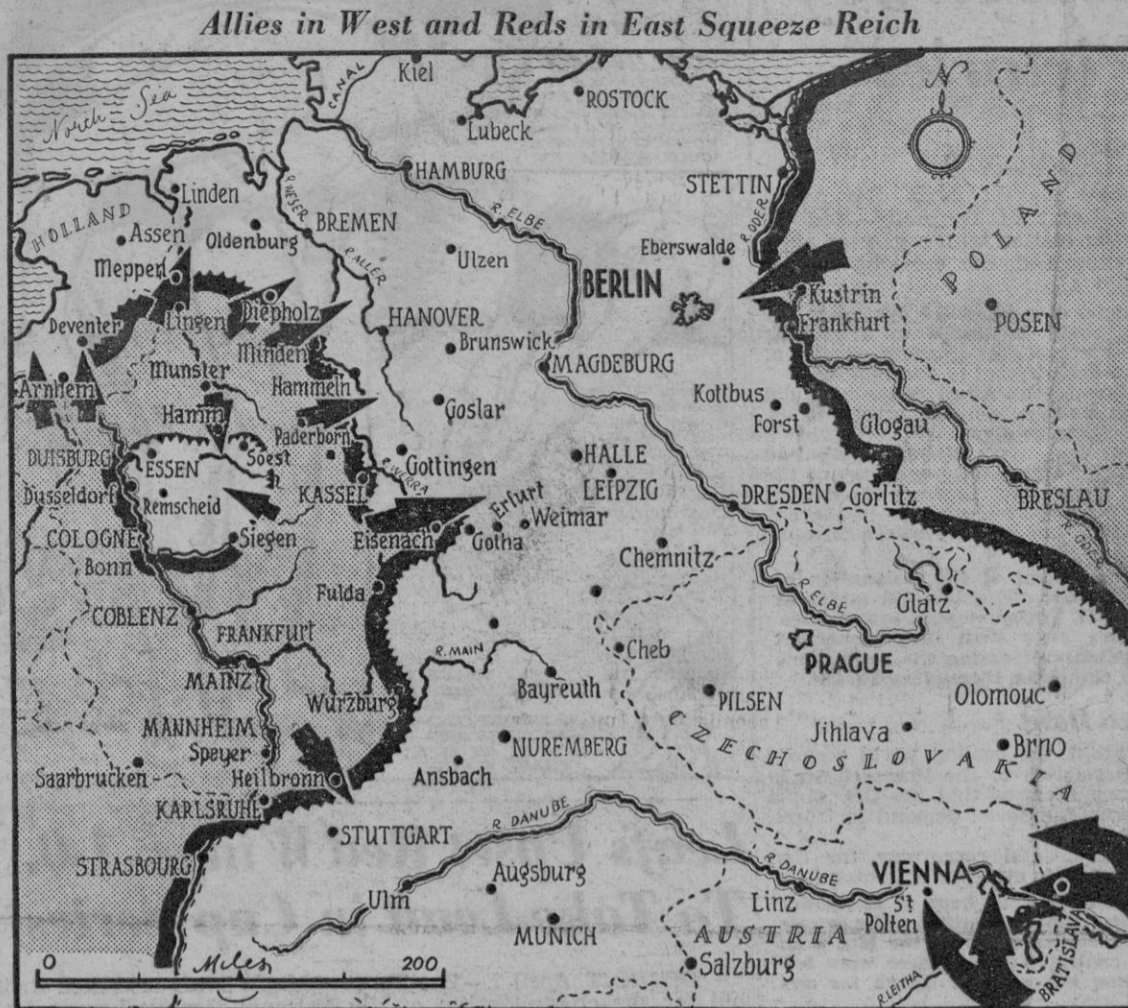 Allies in West and Reds in East Squeeze Reich
North Sea
CANAL
Kiel
ROSTOCK
Lubeck
N
HAMBURG
STETTIN
POLAND
Linden
HOLLAND
R. WESER
BREMEN
R. ELBE
R. ODER
Assen
Oldenburg
R. ALLER
Ulzen
Eberswalde
Meppen
BERLIN
Kustrin
Lingen
Diepholz
HANOVER
Frankfurt
POSEN
Deventer
Minden
Brunswick
MAGDEBURG
Arnhem
Munster
Hammeln
Goslar
Kottbus
Hamm
Forst
Glogau
Paderborn
DUISBURG
ESSEN
Soest
Gottingen
HALLE
Dusseldorf
Remscheid
KASSEL
LEIPZIG
DRESDEN
Gorlitz
BRESLAU
Erfurt
Weimar
COLOGNE
Siegen
Eisenach
Gotha
R. ODER
Bonn
Chemnitz
Fulda
R. ELBE
Glatz
COBLENZ
FRANKFURT
R. MAIN
Cheb
PRAGUE
MAINZ
Bayreuth
Olomouc
Wurzburg
PILSEN
MANNHEIM
Jihlava
Speyer
NUREMBERG
Brno
CZECHOSLOVAKIA
Saarbrucken
Heilbronn
Ansbach
KARLSRUHE
STUTTGART
R. DANUBE
STRASBOURG
R. DANUBE
VIENNA
Ulm
Augsburg
Linz
St
Polten
MUNICH
AUSTRIA
BRATISLAVA
0 Miles 200
Salzburg
R. LEITHA